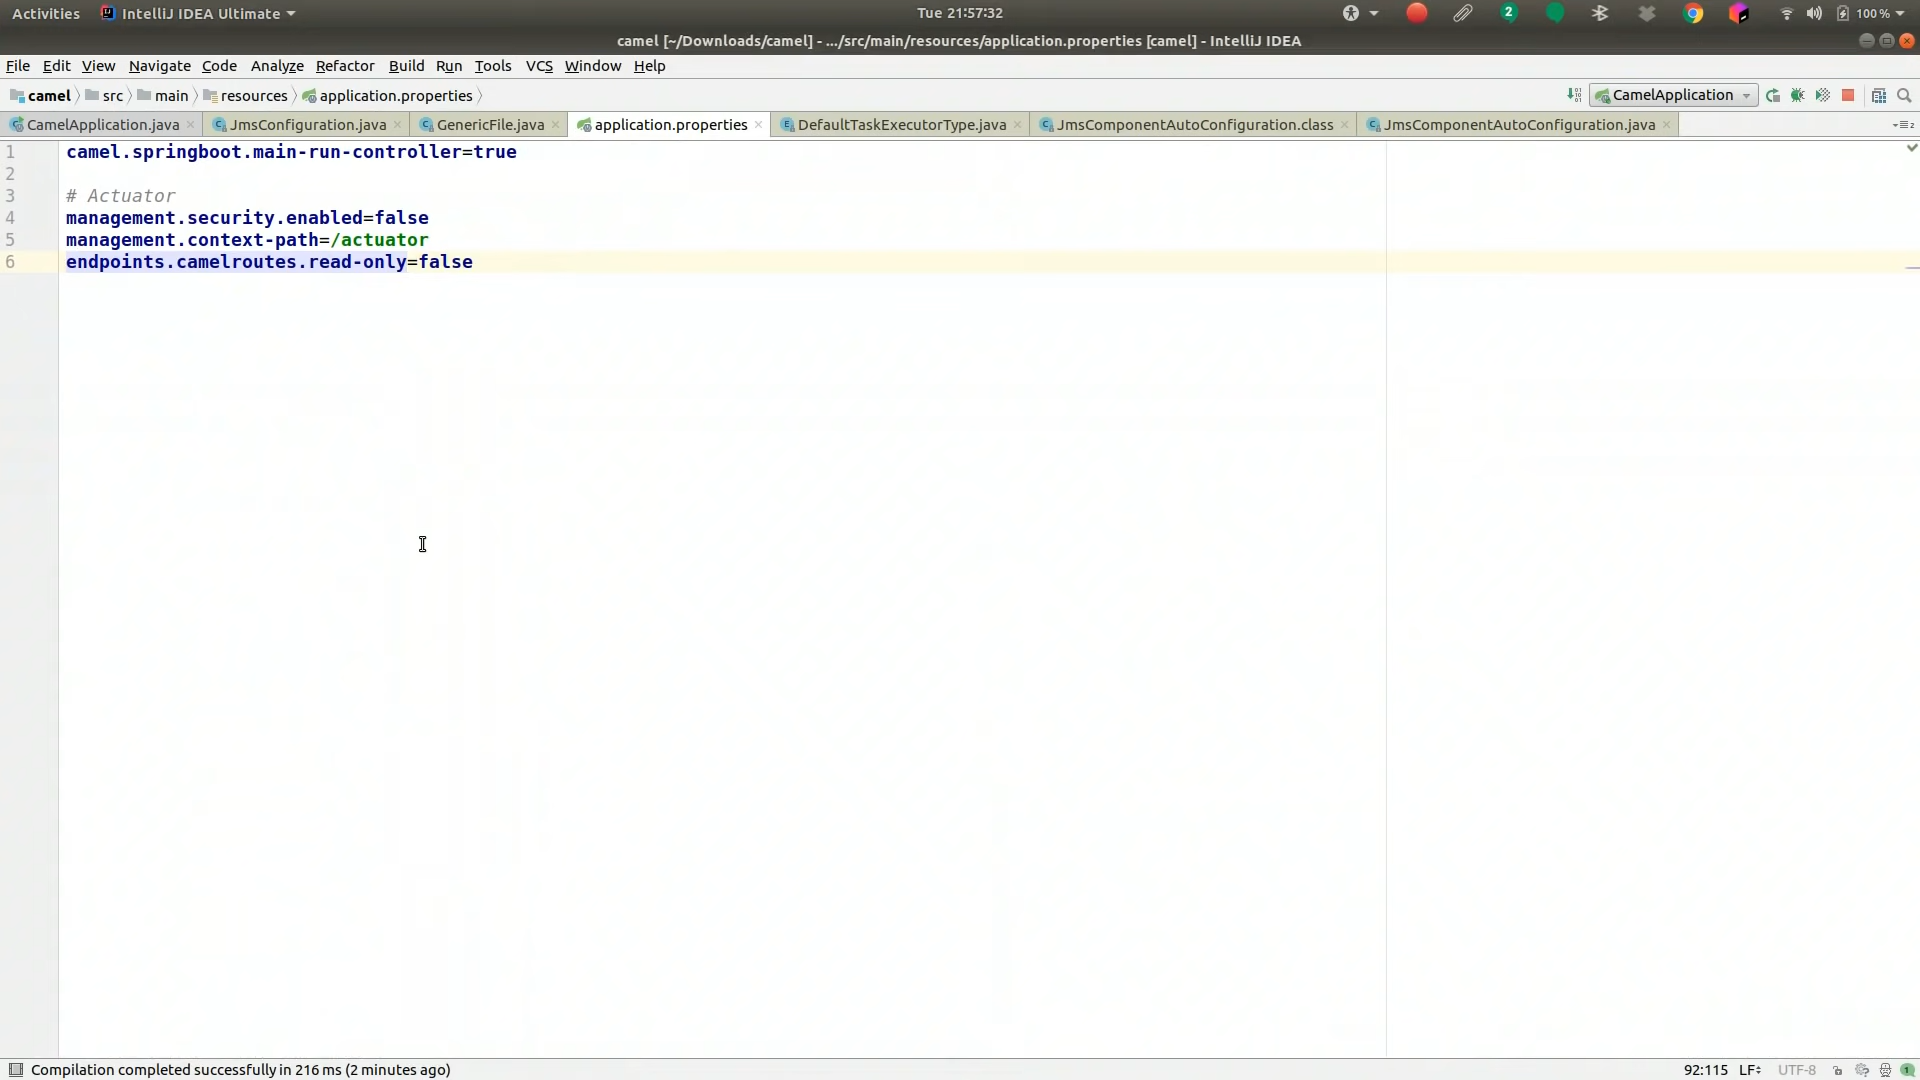 Activities IntelliJ IDEA Ultimate Tue 21:57:32 2 100 %
camel [~/Downloads/camel] - .../src/main/resources/application.properties [camel] - IntelliJ IDEA
File Edit View Navigate Code Analyze Refactor Build Run Tools VCS Window Help
camel src main resources application.properties CamelApplication
CamelApplication.java JmsConfiguration.java GenericFile.java application.properties DefaultTaskExecutorType.java JmsComponentAutoConfiguration.class JmsComponentAutoConfiguration.java
1 camel.springboot.main-run-controller=true
2
3 # Actuator
4 management.security.enabled=false
5 management.context-path=/actuator
6 endpoints.camelroutes.read-only=false
Compilation completed successfully in 216 ms (2 minutes ago) 92:115 LF UTF-8 1